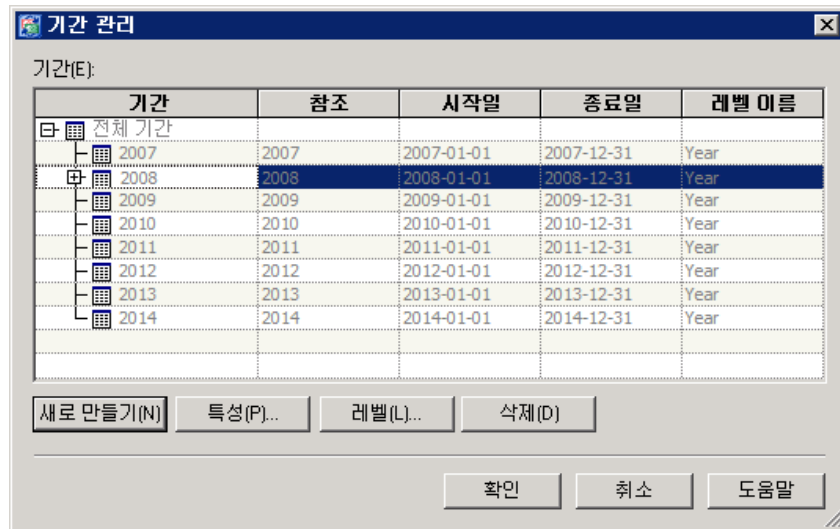 기간 관리
기간(E):
기간 참조 시작일 종료일 레벨 이름
전체 기간
2007 2007 2007-01-01 2007-12-31 Year
2008 2008 2008-01-01 2008-12-31 Year
2009 2009 2009-01-01 2009-12-31 Year
2010 2010 2010-01-01 2010-12-31 Year
2011 2011 2011-01-01 2011-12-31 Year
2012 2012 2012-01-01 2012-12-31 Year
2013 2013 2013-01-01 2013-12-31 Year
2014 2014 2014-01-01 2014-12-31 Year
새로 만들기(N) 특성(P)... 레벨(L)... 삭제(D)
확인 취소 도움말